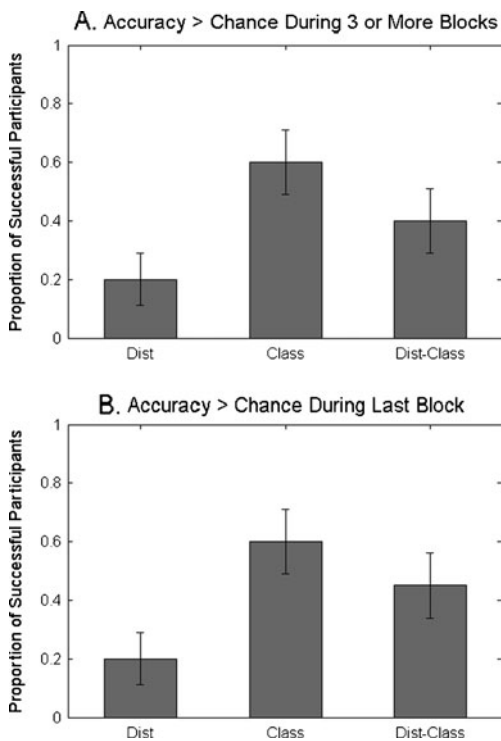 A. Accuracy > Chance During 3 or More Blocks
Proportion of Successful Participants
1
0.8
0.6
0.4
0.2
0
Dist Class Dist-Class
B. Accuracy > Chance During Last Block
Proportion of Successful Participants
1
0.8
0.6
0.4
0.2
0
Dist Class Dist-Class